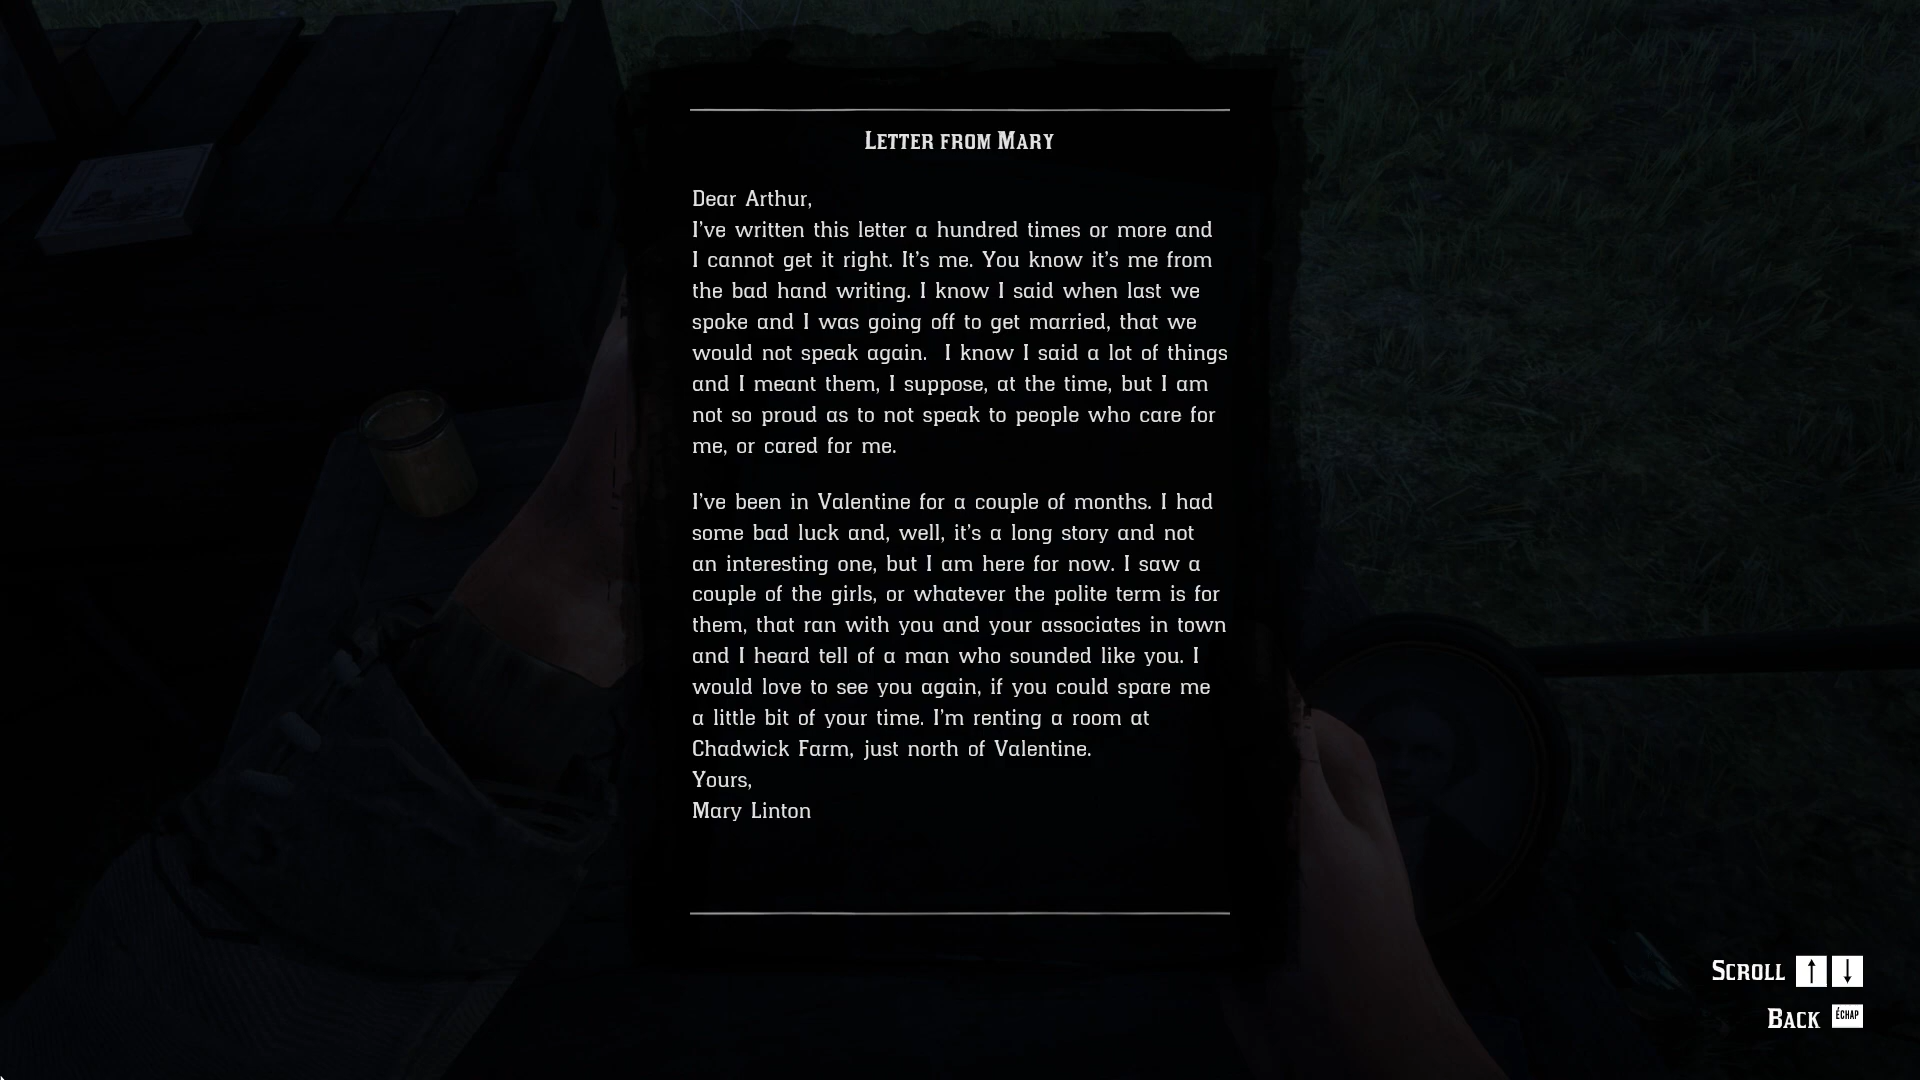 Letter from Mary
Dear Arthur,
I've written this letter a hundred times or more and
I cannot get it right. It's me. You know it's me from
the bad hand writing. I know I said when last we
spoke and I was going off to get married, that we
would not speak again.  I know I said a lot of things
and I meant them, I suppose, at the time, but I am
not so proud as to not speak to people who care for
me, or cared for me.
I've been in Valentine for a couple of months. I had
some bad luck and, well, it's a long story and not
an interesting one, but I am here for now. I saw a
couple of the girls, or whatever the polite term is for
them, that ran with you and your associates in town
and I heard tell of a man who sounded like you. I
would love to see you again, if you could spare me
a little bit of your time. I'm renting a room at
Chadwick Farm, just north of Valentine.
Yours,
Mary Linton
Scroll ↑ ↓
Back ÉCHAP